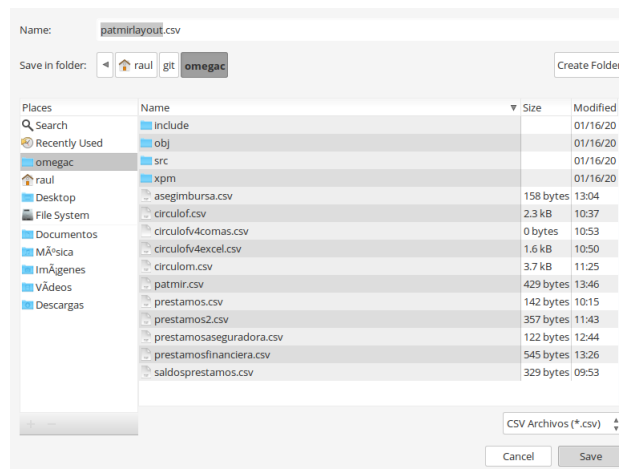 Name: patmirlayout.csv
Save in folder: raul git omegac Create Folder
Places Name Size Modified
Search include 01/16/20
Recently Used obj 01/16/20
omegac src 01/16/20
raul xpm 01/16/20
Desktop asegimbursa.csv 158 bytes 13:04
File System circulof.csv 2.3 kB 10:37
Documentos circulofv4comas.csv 0 bytes 10:53
MÃºsica circulofv4excel.csv 1.6 kB 10:50
ImÃ¡genes circulom.csv 3.7 kB 11:25
VÃ­deos patmir.csv 429 bytes 13:46
Descargas prestamos.csv 142 bytes 10:15
prestamos2.csv 357 bytes 11:43
prestamosaseguradora.csv 122 bytes 12:44
prestamosfinanciera.csv 545 bytes 13:26
saldosprestamos.csv 329 bytes 09:53
CSV Archivos (*.csv)
Cancel Save